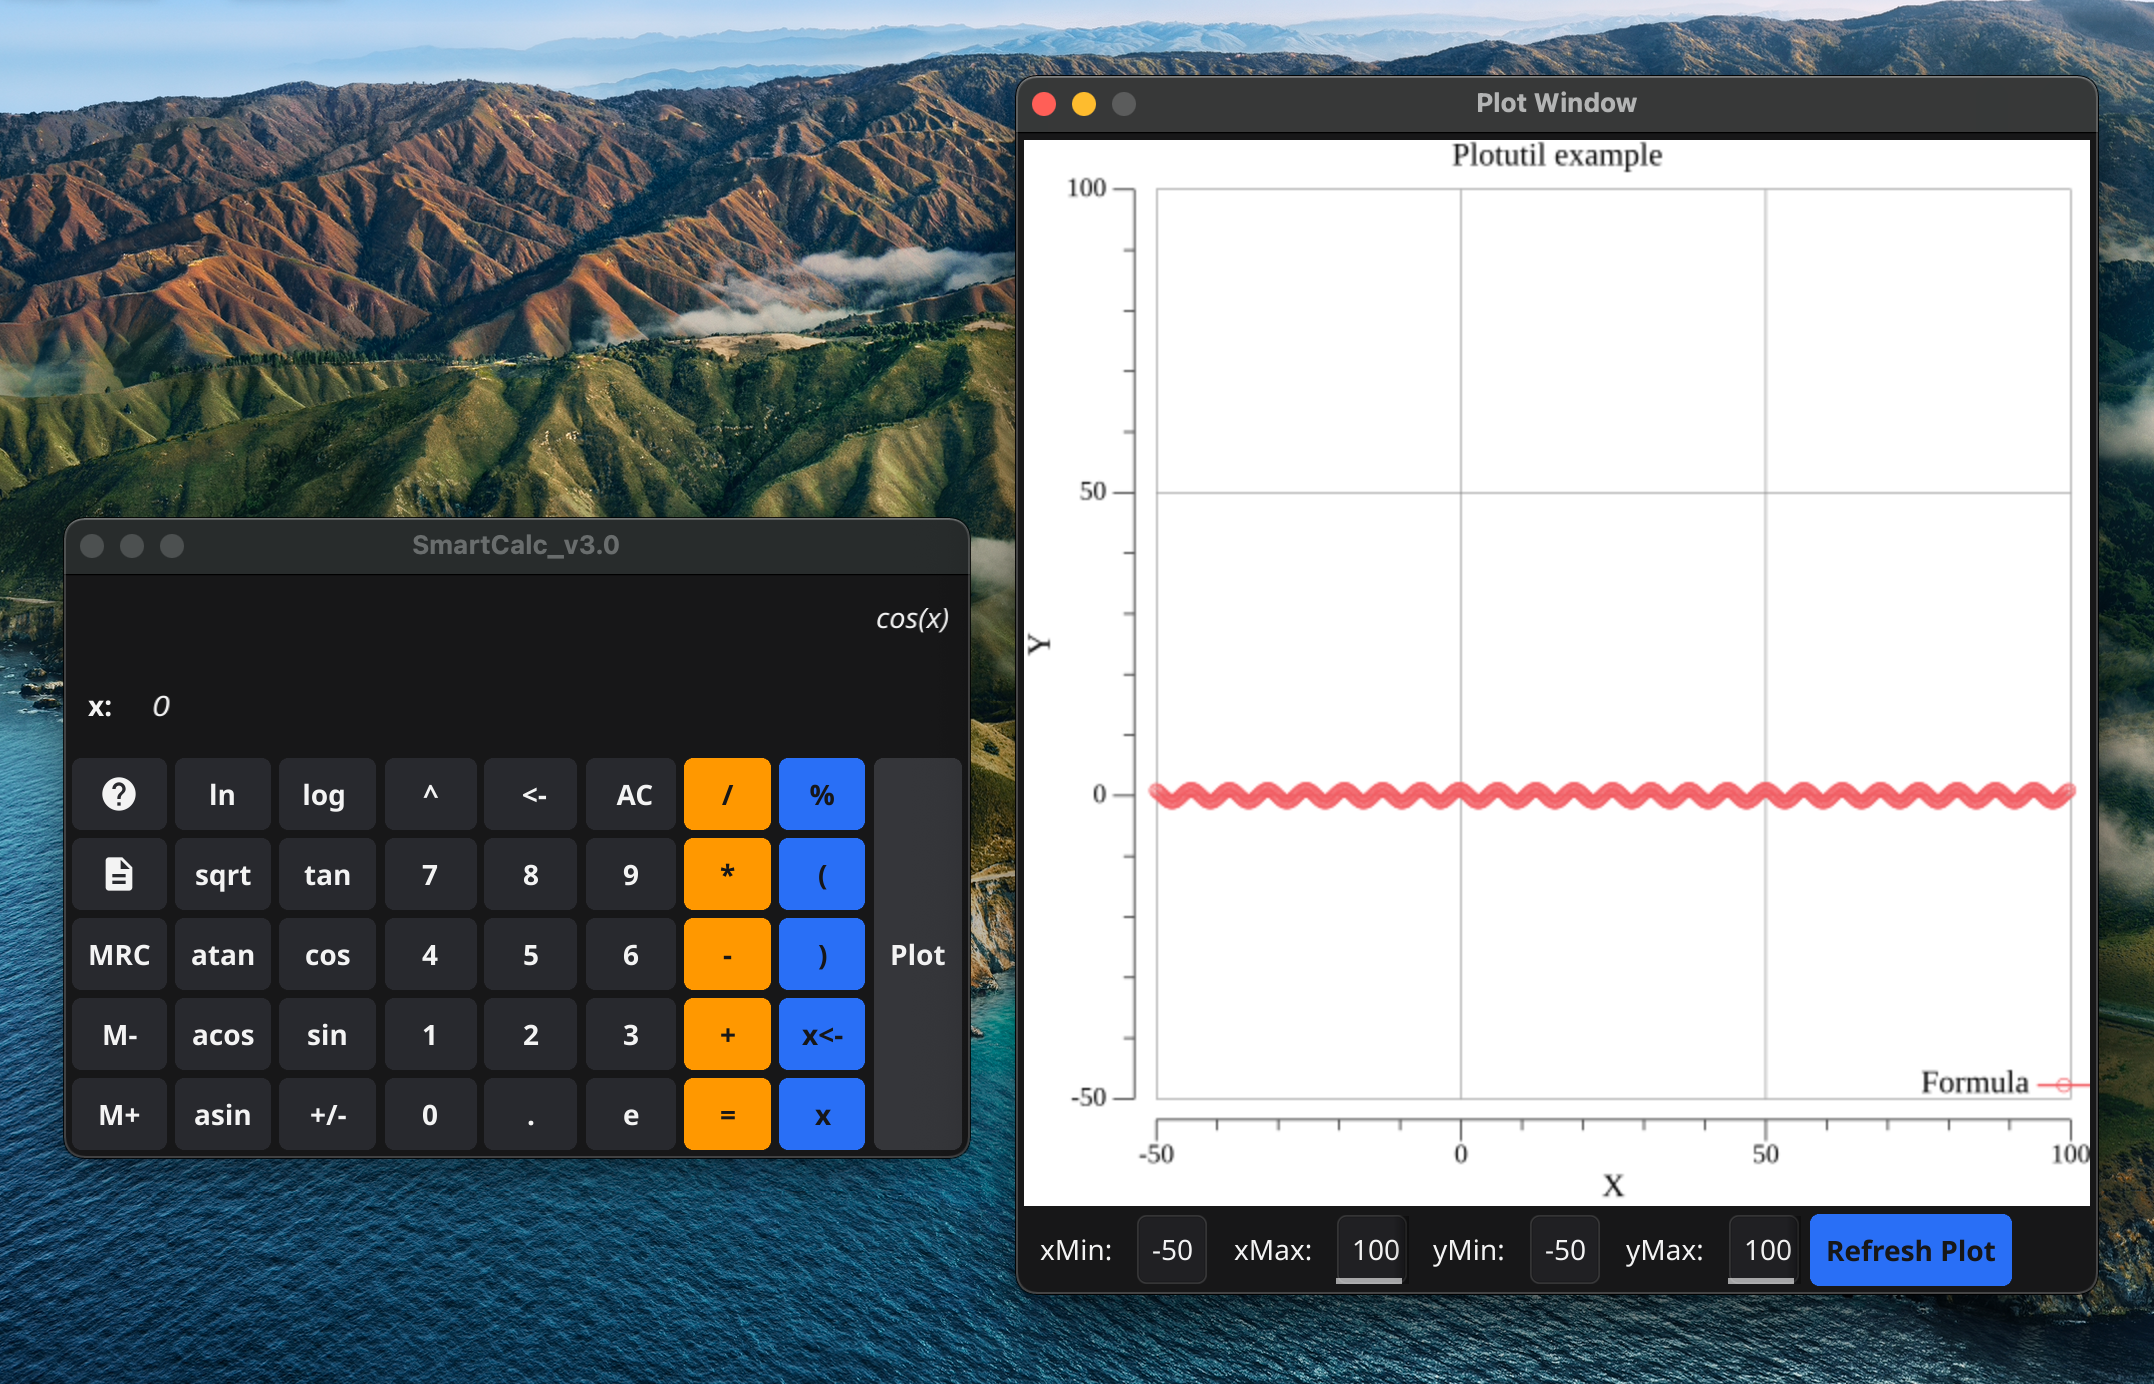 SmartCalc_v3.0
cos(x)
x: 0
ln log ^ <- AC / %
sqrt tan 7 8 9 * (
MRC atan cos 4 5 6 - ) Plot
M- acos sin 1 2 3 + x<-
M+ asin +/- 0 . e = x
Plot Window
Plotutil example
100
50
Y
0
Formula
-50
-50 0 50 100
X
xMin: -50 xMax: 100 yMin: -50 yMax: 100 Refresh Plot